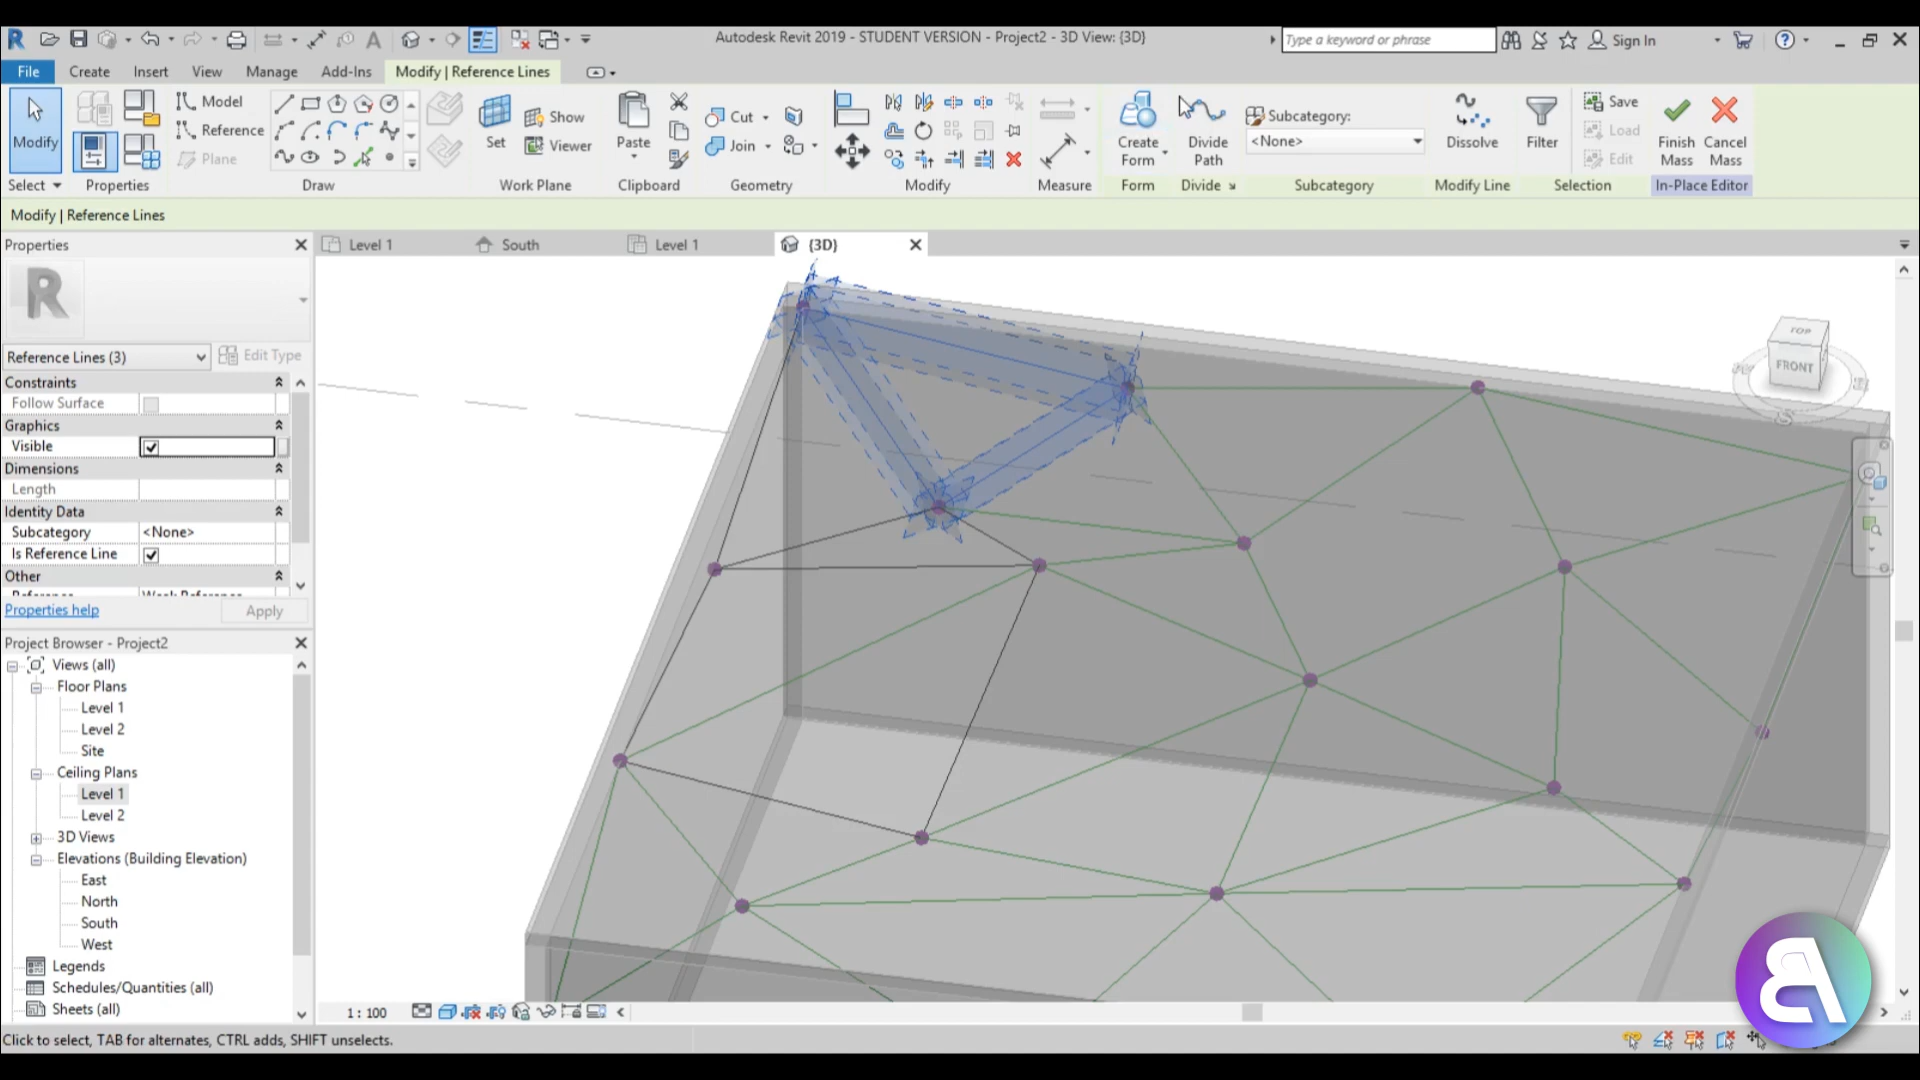 Autodesk Revit 2019 - STUDENT VERSION - Project2 - 3D View: {3D}
Type a keyword or phrase
Sign In
File
Create
Insert
View
Manage
Add-Ins
Modify | Reference Lines
Modify
Model
Reference
Plane
Set
Show
Viewer
Paste
Cut
Join
Create
Form
Divide
Path
Subcategory:
<None>
Dissolve
Filter
Save
Load
Edit
Finish
Mass
Cancel
Mass
Select
Properties
Draw
Work Plane
Clipboard
Geometry
Modify
Measure
Form
Divide
Subcategory
Modify Line
Selection
In-Place Editor
Modify | Reference Lines
Properties
Level 1
South
Level 1
{3D}
R
Reference Lines (3)
Edit Type
Constraints
Follow Surface
Graphics
Visible
Dimensions
Length
Identity Data
Subcategory
<None>
Is Reference Line
Other
Properties help
Apply
TOP
FRONT
Project Browser - Project2
Views (all)
Floor Plans
Level 1
Level 2
Site
Ceiling Plans
Level 1
Level 2
3D Views
Elevations (Building Elevation)
East
North
South
West
Legends
Schedules/Quantities (all)
Sheets (all)
1 : 100
Click to select, TAB for alternates, CTRL adds, SHIFT unselects.